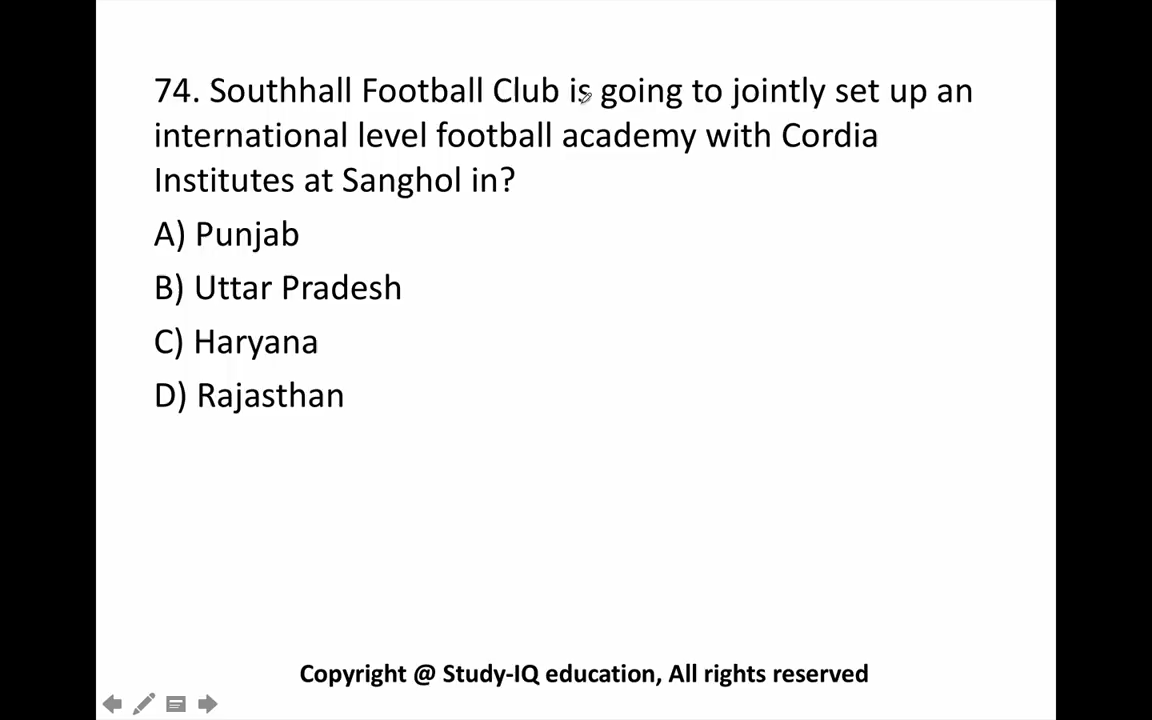 74. Southhall Football Club is going to jointly set up an
international level football academy with Cordia
Institutes at Sanghol in?
A) Punjab
B) Uttar Pradesh
C) Haryana
D) Rajasthan
Copyright @ Study-IQ education, All rights reserved